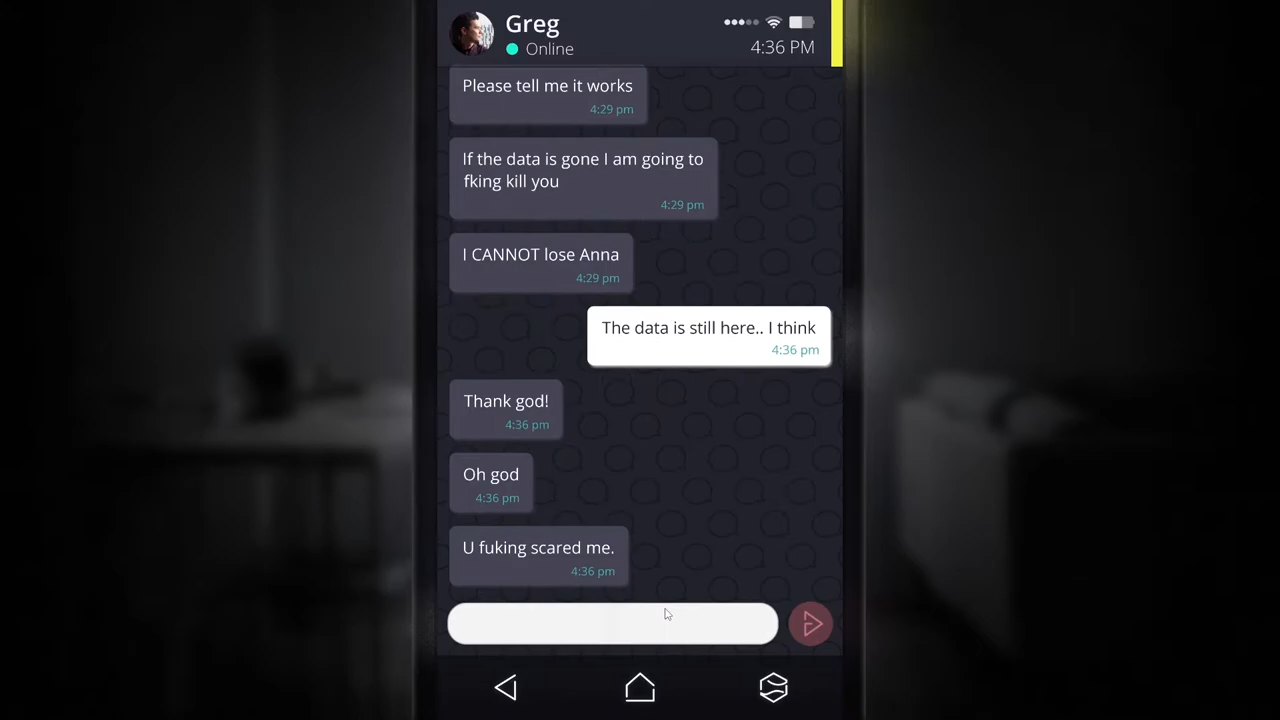 Greg
Online
4:36 PM
Please tell me it works
4:29 pm
If the data is gone I am going to
fking kill you
4:29 pm
I CANNOT lose Anna
4:29 pm
The data is still here.. I think
4:36 pm
Thank god!
4:36 pm
Oh god
4:36 pm
U fuking scared me.
4:36 pm